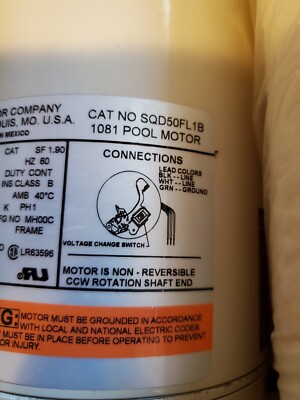 OR COMPANY
UIS, MO. U.S.A.
N MEXICO
CAT NO SQD50FL1B
1081 POOL MOTOR
CAT SF 1.90
HZ 60
DUTY CONT
INS CLASS B
AMB 40°C
K PH 1
FG NO MH00C
FRAME
LR63596
CONNECTIONS
LEAD COLORS
BLK--LINE
WHT--LINE
GRN--GROUND
VOLTAGE CHANGE SWITCH
MOTOR IS NON - REVERSIBLE
CCW ROTATION SHAFT END
G: MOTOR MUST BE GROUNDED IN ACCORDANCE
WITH LOCAL AND NATIONAL ELECTRIC CODES.
MUST BE IN PLACE BEFORE OPERATING TO PREVENT
OR INJURY.